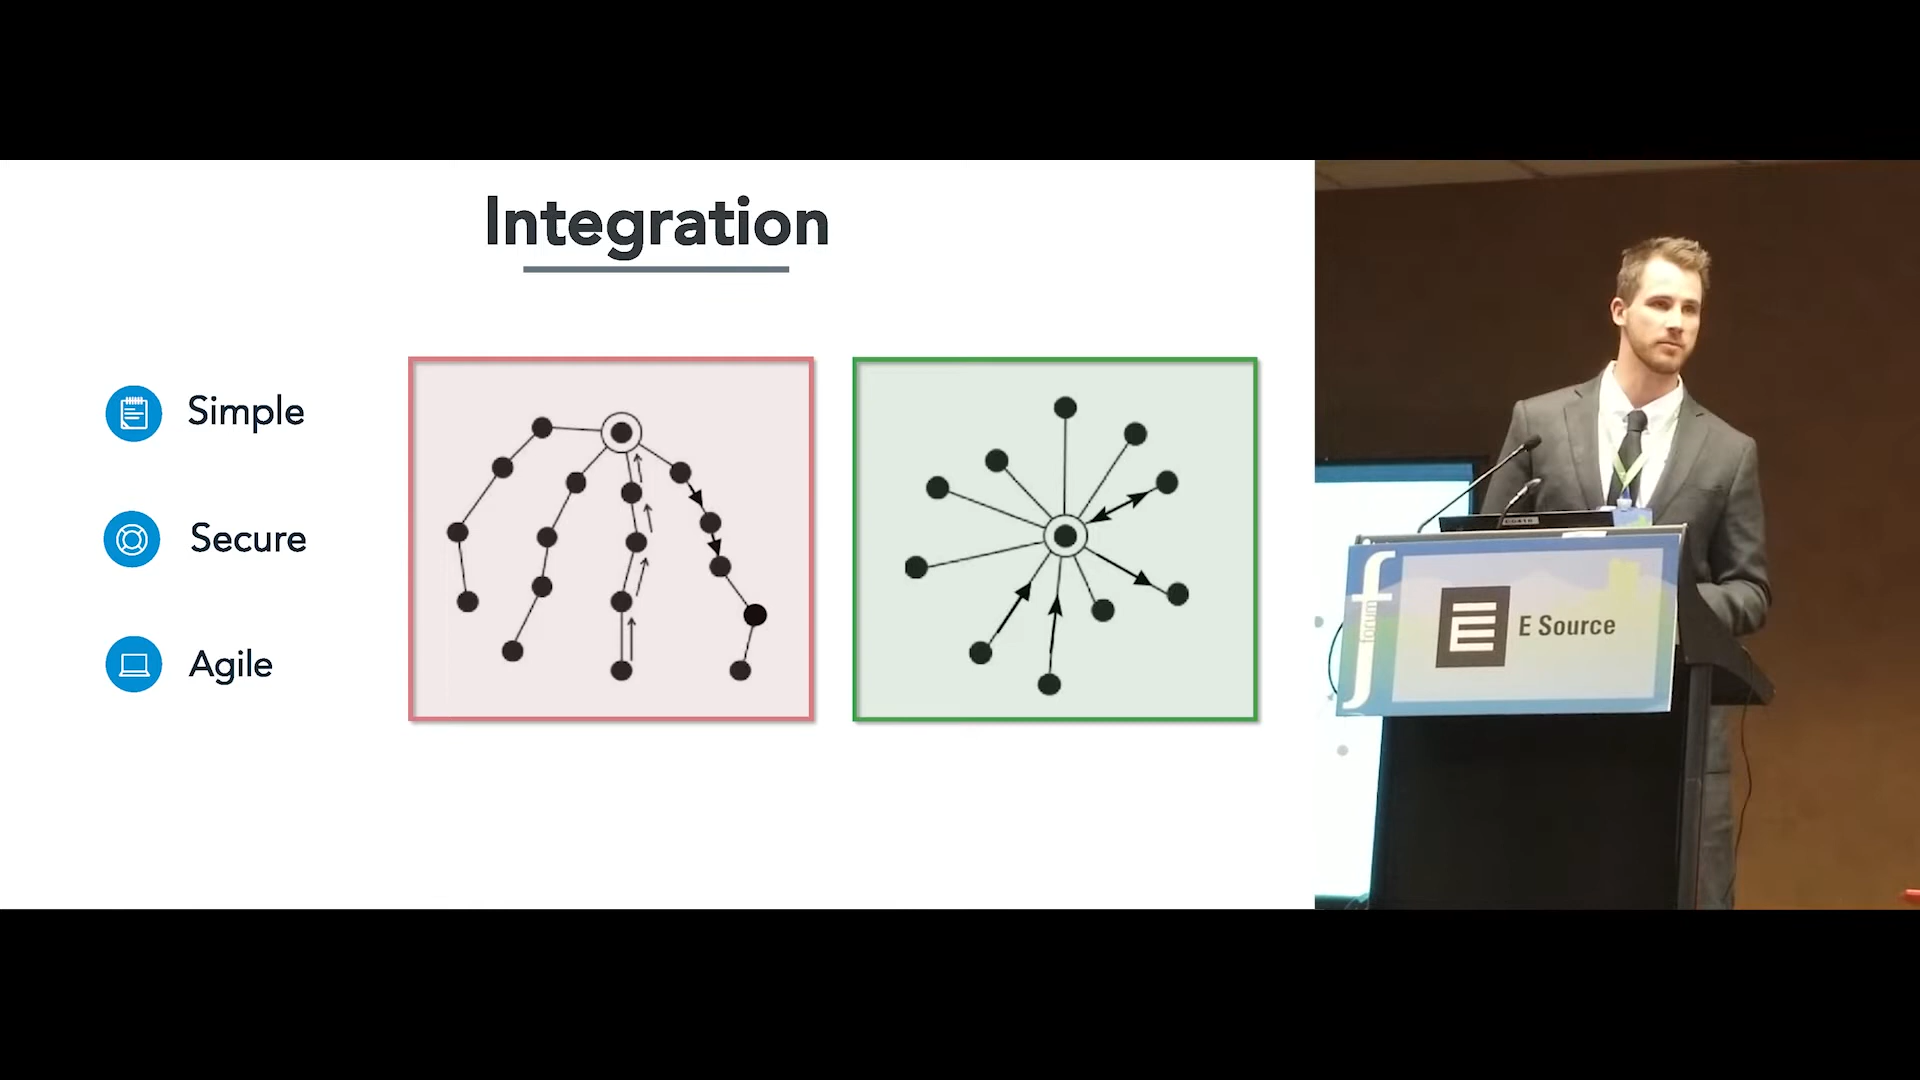 Integration
Simple
Secure
Agile
forum
E Source